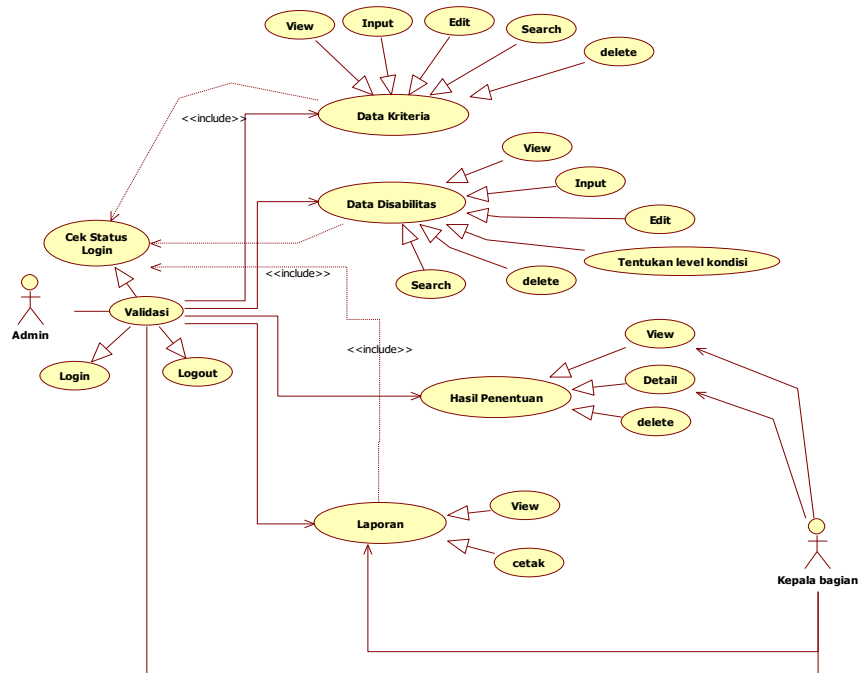 View
Input
Edit
Search
delete
<<include>>
Data Kriteria
View
Input
Data Disabilitas
Edit
Cek Status
Login
Tentukan level kondisi
<<include>>
Search
delete
Admin
Validasi
<<include>>
View
Login
Logout
Detail
Hasil Penentuan
delete
View
Laporan
cetak
Kepala bagian